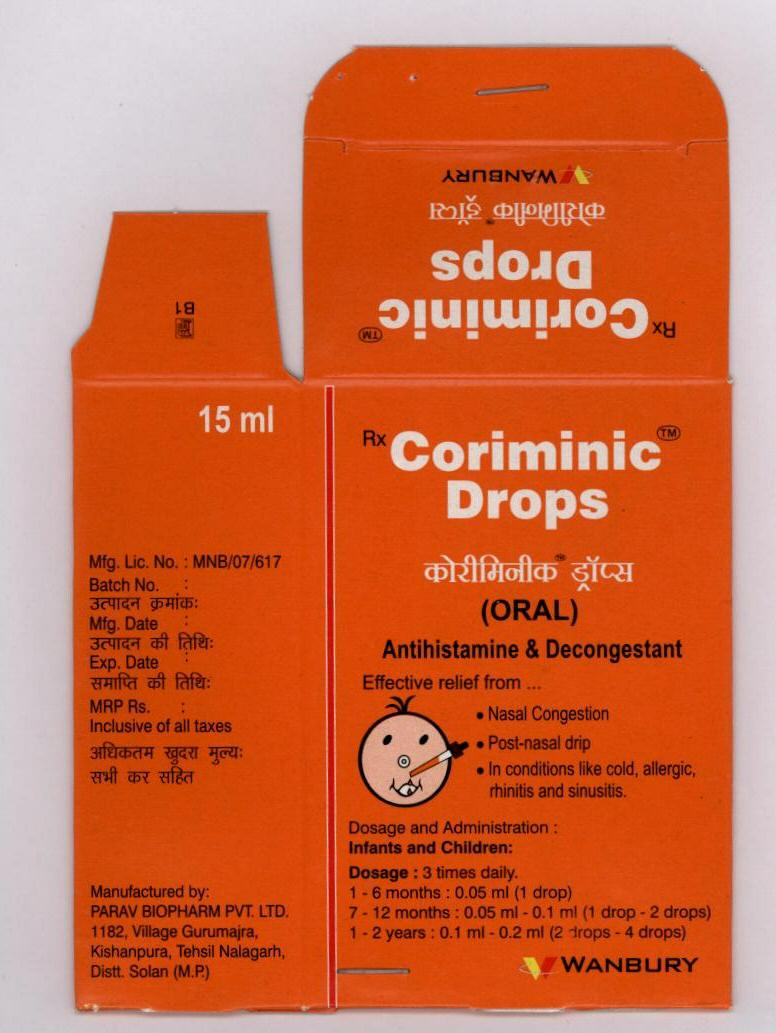 WANBURY
कोरीमिनीक ड्रॉप्स
Rx Coriminic TM
Drops
B1
15 ml
Mfg. Lic. No. : MNB/07/617
Batch No. :
उत्पादन क्रमांकः
Mfg. Date :
उत्पादन की तिथिः
Exp. Date :
समाप्ति की तिथिः
MRP Rs. :
Inclusive of all taxes
अधिकतम खुदरा मुल्यः
सभी कर सहित
Manufactured by:
PARAV BIOPHARM PVT. LTD.
1182, Village Gurumajra,
Kishanpura, Tehsil Nalagarh,
Distt. Solan (M.P.)
Rx Coriminic TM
Drops
कोरीमिनीक TM ड्रॉप्स
(ORAL)
Antihistamine & Decongestant
Effective relief from ...
• Nasal Congestion
• Post-nasal drip
• In conditions like cold, allergic,
rhinitis and sinusitis.
Dosage and Administration :
Infants and Children:
Dosage : 3 times daily.
1 - 6 months : 0.05 ml (1 drop)
7 - 12 months : 0.05 ml - 0.1 ml (1 drop - 2 drops)
1 - 2 years : 0.1 ml - 0.2 ml (2 drops - 4 drops)
WANBURY